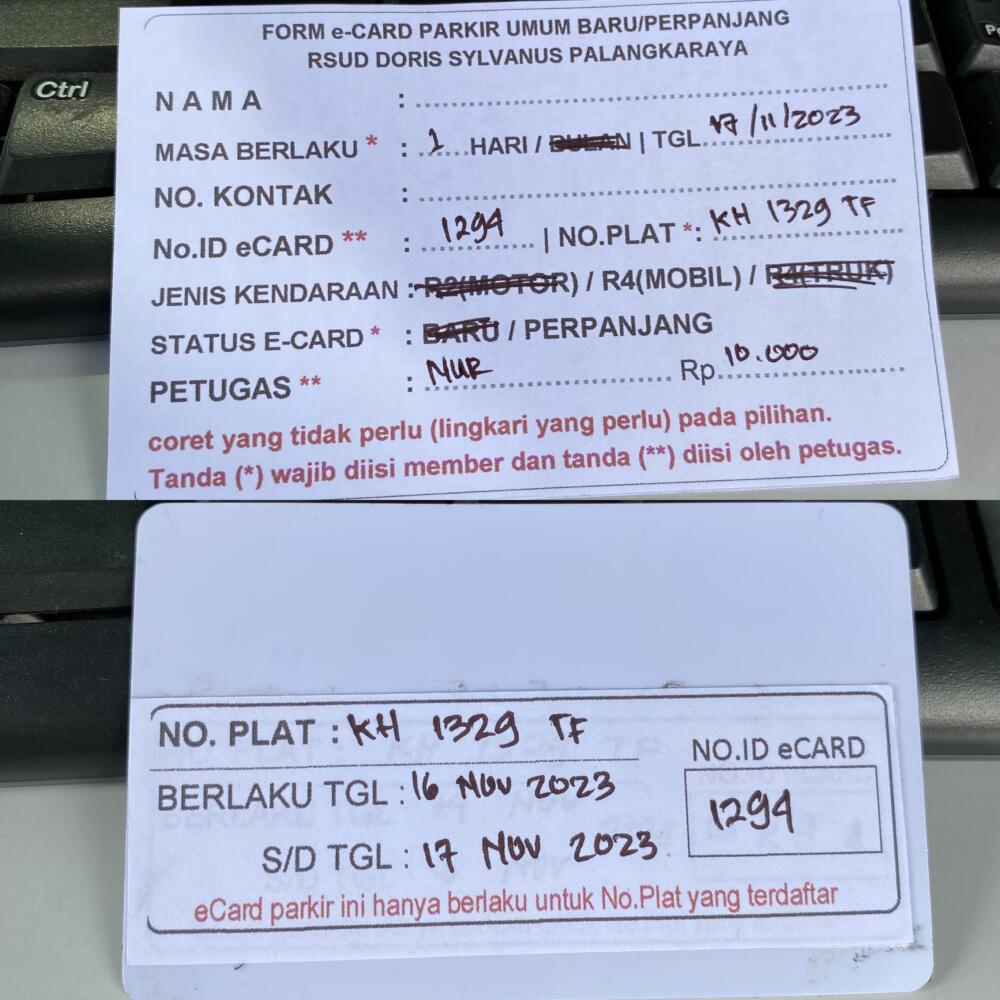 Ctrl
FORM e-CARD PARKIR UMUM BARU/PERPANJANG
RSUD DORIS SYLVANUS PALANGKARAYA
N A M A :
MASA BERLAKU * : 1 HARI / BULAN | TGL. 17/11/2023
NO. KONTAK :
No.ID eCARD ** : 1294 | NO.PLAT *: KH 1329 TF
JENIS KENDARAAN : R2(MOTOR) / R4(MOBIL) / R4(TRUK)
STATUS E-CARD * : BARU / PERPANJANG
PETUGAS ** : NUR Rp. 10.000
coret yang tidak perlu (lingkari yang perlu) pada pilihan.
Tanda (*) wajib diisi member dan tanda (**) diisi oleh petugas.
NO. PLAT : KH 1329 TF
NO.ID eCARD
BERLAKU TGL : 16 NOV 2023
1294
S/D TGL : 17 NOV 2023
eCard parkir ini hanya berlaku untuk No.Plat yang terdaftar